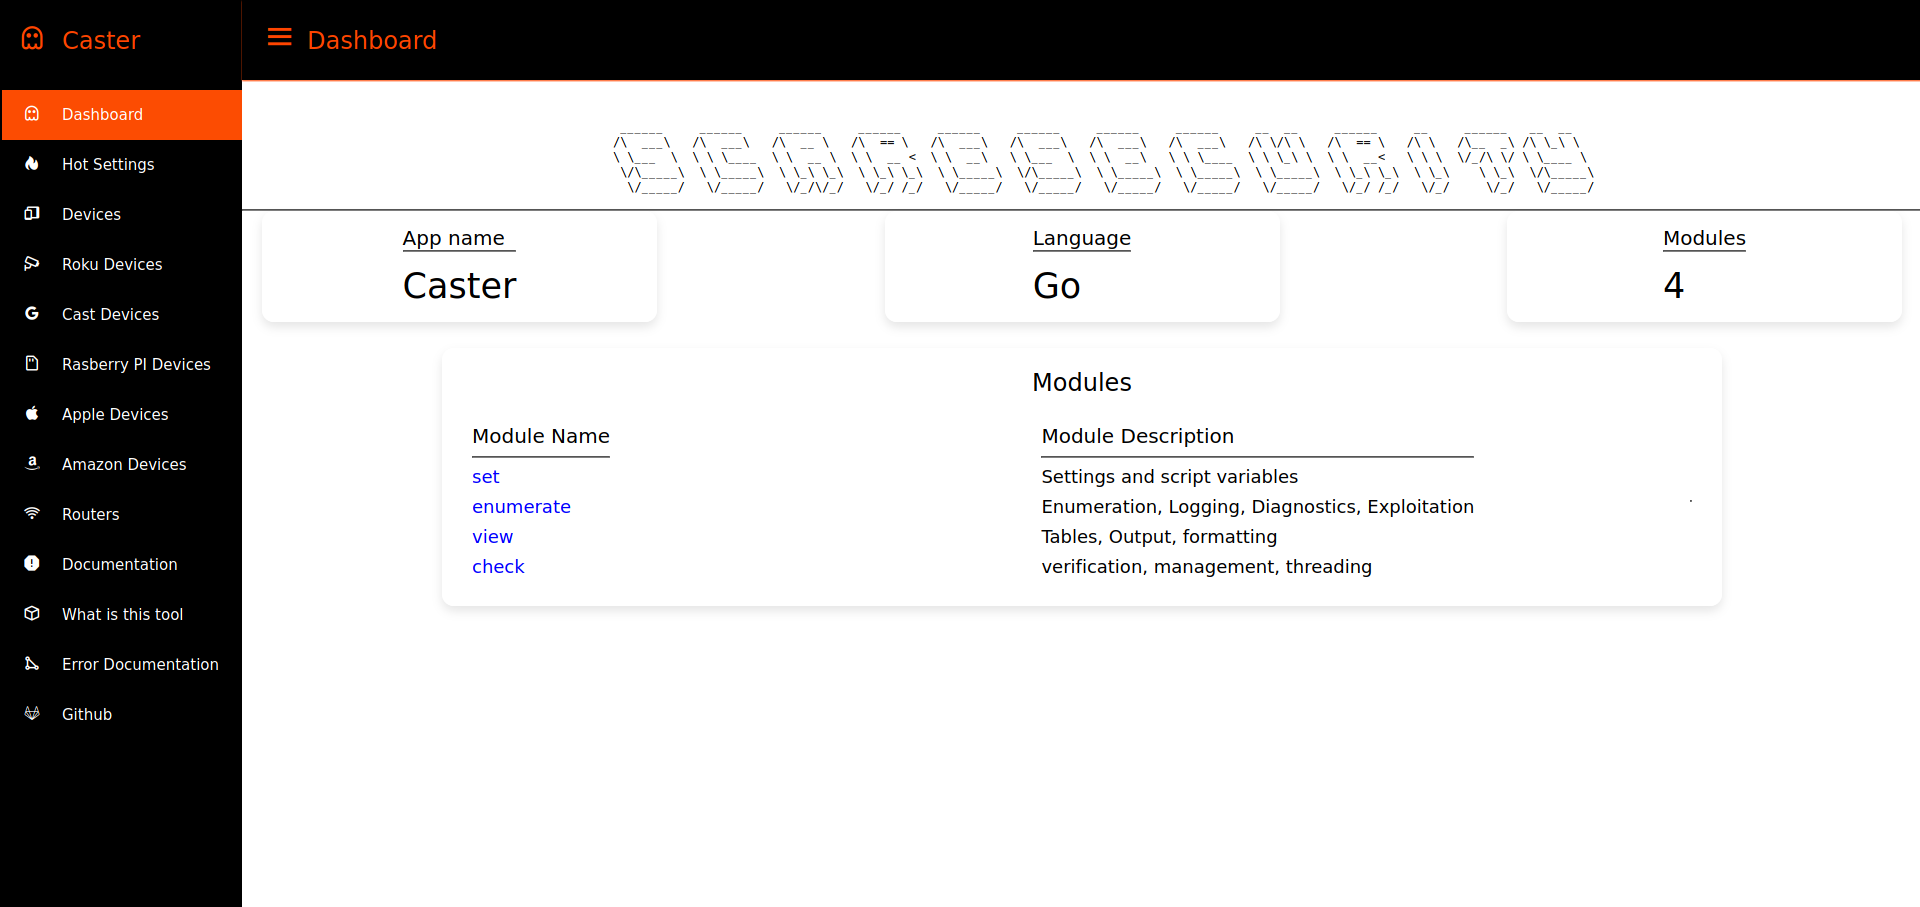 Caster
Dashboard
Dashboard
Hot Settings
Devices
Roku Devices
Cast Devices
Rasberry PI Devices
Apple Devices
Amazon Devices
Routers
Documentation
What is this tool
Error Documentation
Github
SCAREESECURITY
App name
Caster
Language
Go
Modules
4
Modules
Module Name
Module Description
set
Settings and script variables
enumerate
Enumeration, Logging, Diagnostics, Exploitation
view
Tables, Output, formatting
check
verification, management, threading